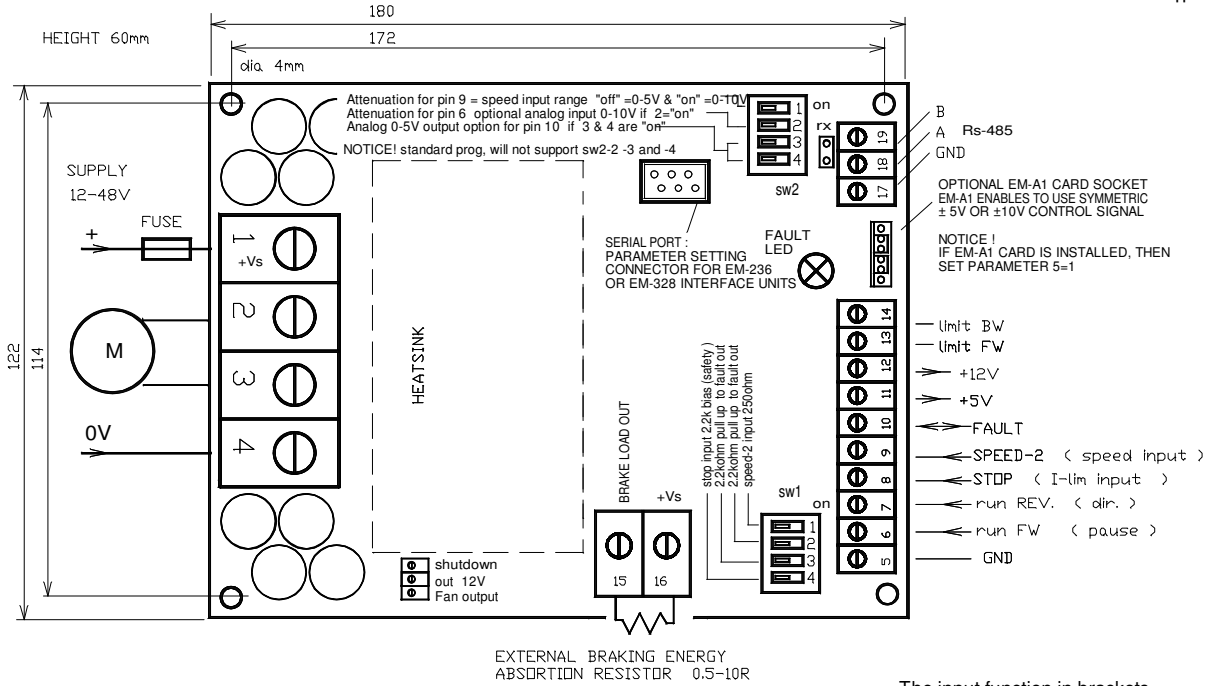 180
HEIGHT 60mm
172
dia 4mm
122
114
Attenuation for pin 9 = speed input range "off" =0-5V & "on" =0-10V
Attenuation for pin 6 optional analog input 0-10V if 2="on"
Analog 0-5V output option for pin 10 if 3 & 4 are "on"
NOTICE! standard prog, will not support sw2-2 -3 and -4
on
1
2
3
4
sw2
rx
19
18
17
B
A Rs-485
GND
OPTIONAL EM-A1 CARD SOCKET
EM-A1 ENABLES TO USE SYMMETRIC
± 5V OR ±10V CONTROL SIGNAL
NOTICE !
IF EM-A1 CARD IS INSTALLED, THEN
SET PARAMETER 5=1
SUPPLY
12-48V
FUSE
+
M
0V
1
+Vs
2
3
4
HEATSINK
SERIAL PORT :
PARAMETER SETTING
CONNECTOR FOR EM-236
OR EM-328 INTERFACE UNITS
FAULT
LED
14
13
12
11
10
9
8
7
6
5
limit BW
limit FW
+12V
+5V
FAULT
SPEED-2 ( speed input )
STOP ( I-lim input )
run REV. ( dir. )
run FW ( pause )
GND
stop input 2.2k bias (safety )
2.2kohm pull up to fault out
2.2kohm pull up to fault out
speed-2 input 250ohm
sw1
on
1
2
3
4
BRAKE LOAD OUT
+Vs
15
16
shutdown
out 12V
Fan output
EXTERNAL BRAKING ENERGY
ABSORTION RESISTOR 0.5-10R